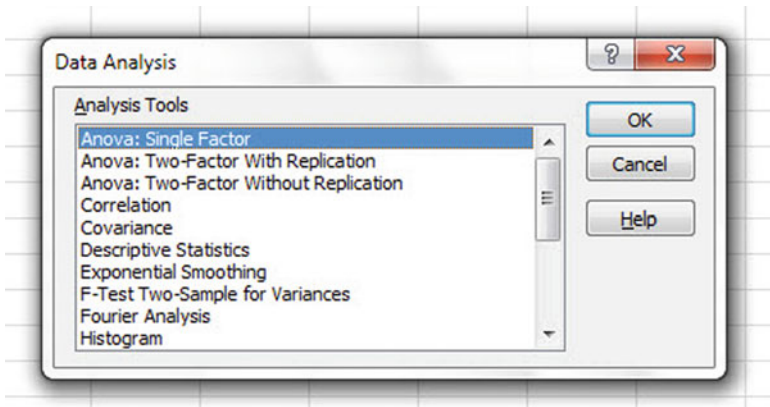 Data Analysis
Analysis Tools
Anova: Single Factor
Anova: Two-Factor With Replication
Anova: Two-Factor Without Replication
Correlation
Covariance
Descriptive Statistics
Exponential Smoothing
F-Test Two-Sample for Variances
Fourier Analysis
Histogram
OK
Cancel
Help